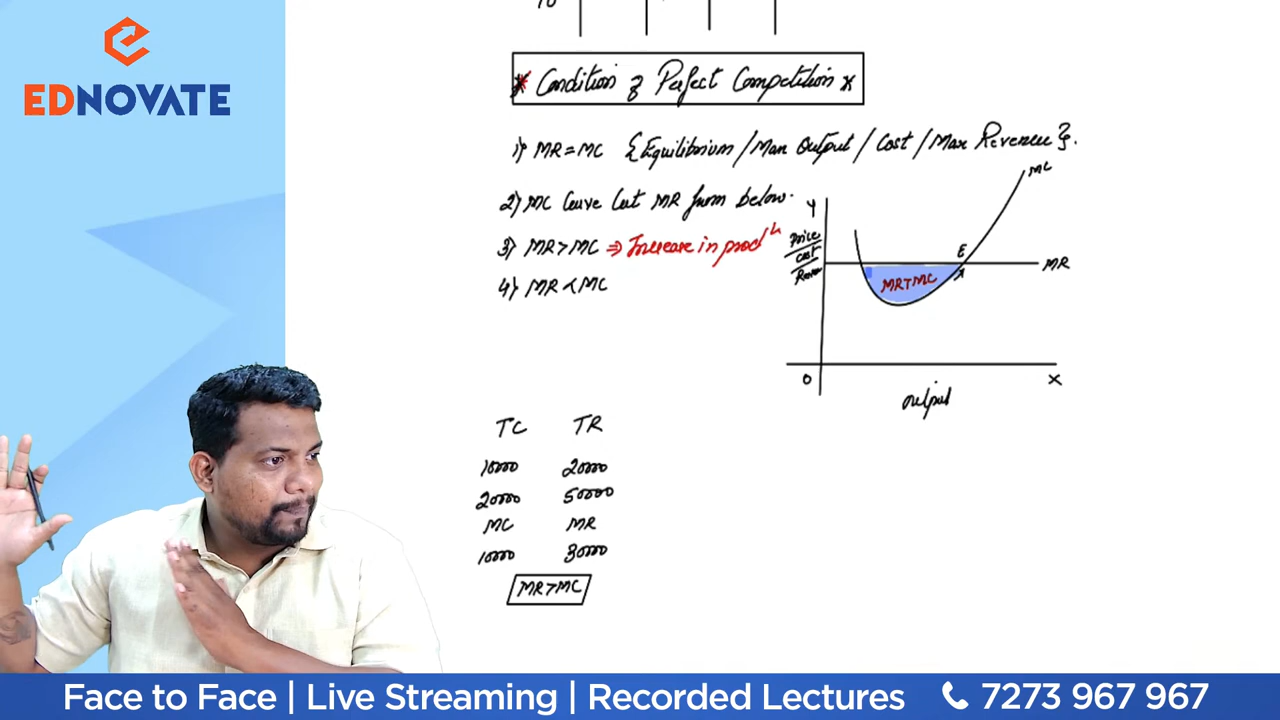 EDNOVATE
10
* Condition of Perfect Competition *
1) MR = MC {Equilibrium / Max Output / Cost / Max Revenue}.
2) MC Curve Cut MR from below.
3) MR > MC ⇒ Increase in prodⁿ
4) MR < MC
MC
Y
Price
Cost
Reven
E
MR
MR>MC
O
X
output
TC TR
10000 20000
20000 50000
MC MR
10000 30000
MR>MC
Face to Face | Live Streaming | Recorded Lectures 7273 967 967